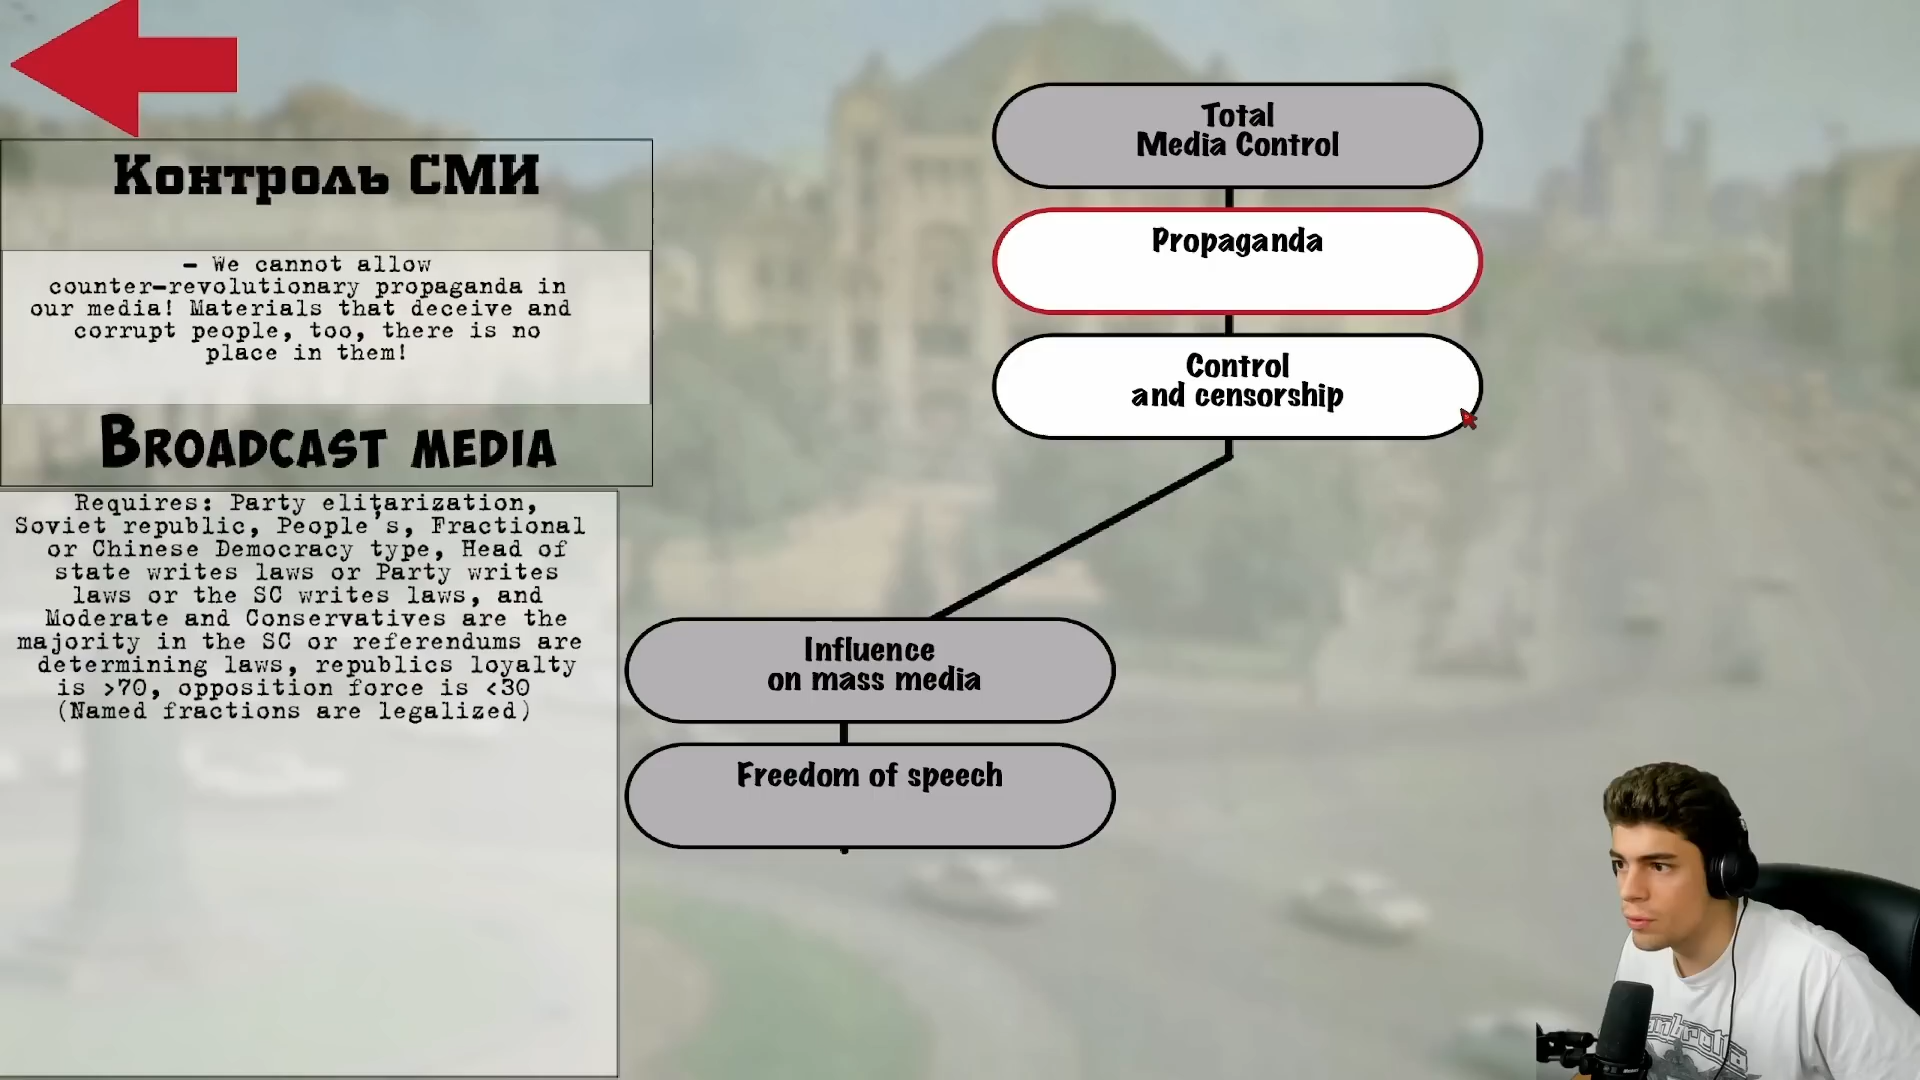 Контроль СМИ
- We cannot allow
counter-revolutionary propaganda in
our media! Materials that deceive and
corrupt people, too, there is no
place in them!
BROADCAST MEDIA
Requires: Party elitarization,
Soviet republic, People's, Fractional
or Chinese Democracy type, Head of
state writes laws or Party writes
laws or the SC writes laws, and
Moderate and Conservatives are the
majority in the SC or referendums are
determining laws, republics loyalty
is >70, opposition force is <30
(Named fractions are legalized)
Total
Media Control
Propaganda
Control
and censorship
Influence
on mass media
Freedom of speech